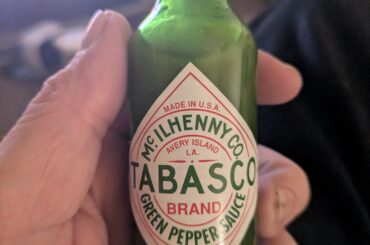 MADE IN U.S.A.
McILHENNY CO.
AVERY ISLAND
LA.
TABASCO
BRAND
GREEN PEPPER SAUCE